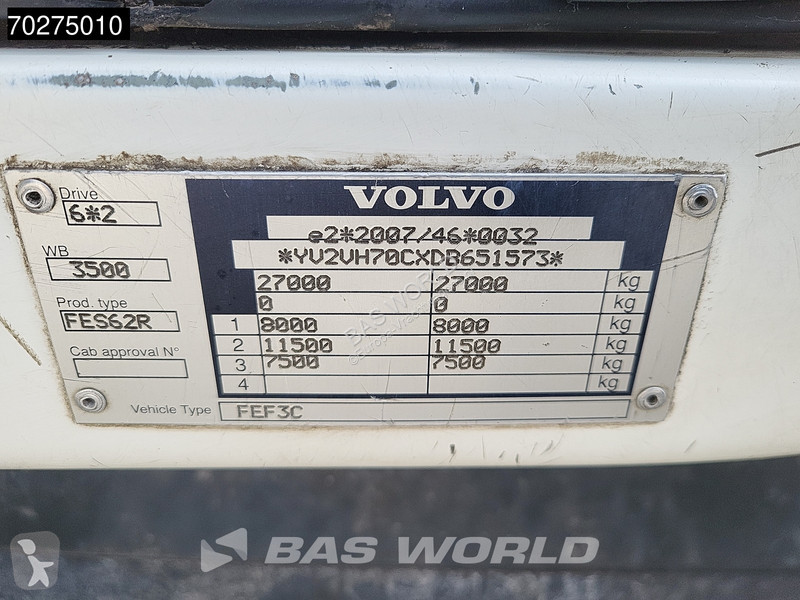 70275010
Drive
6*2
VOLVO
e2*2007/46*0032
WB
3500
*YV2VH70CXDB651573*
27000 27000 kg
0 0 kg
Prod. type
FES62R
1 8000 8000 kg
2 11500 11500 kg
Cab approval N°
3 7500 7500 kg
4 kg
Vehicle Type FEF3C
BAS WORLD
BAS WORLD